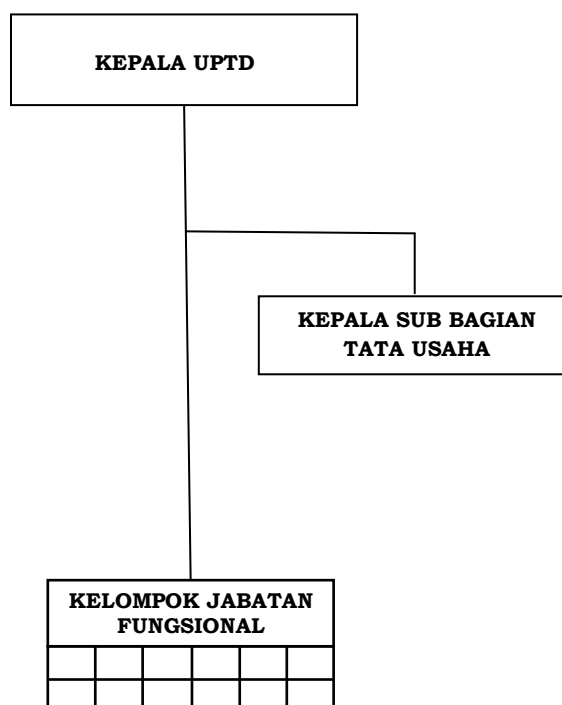 KEPALA UPTD
KEPALA SUB BAGIAN
TATA USAHA
KELOMPOK JABATAN
FUNGSIONAL